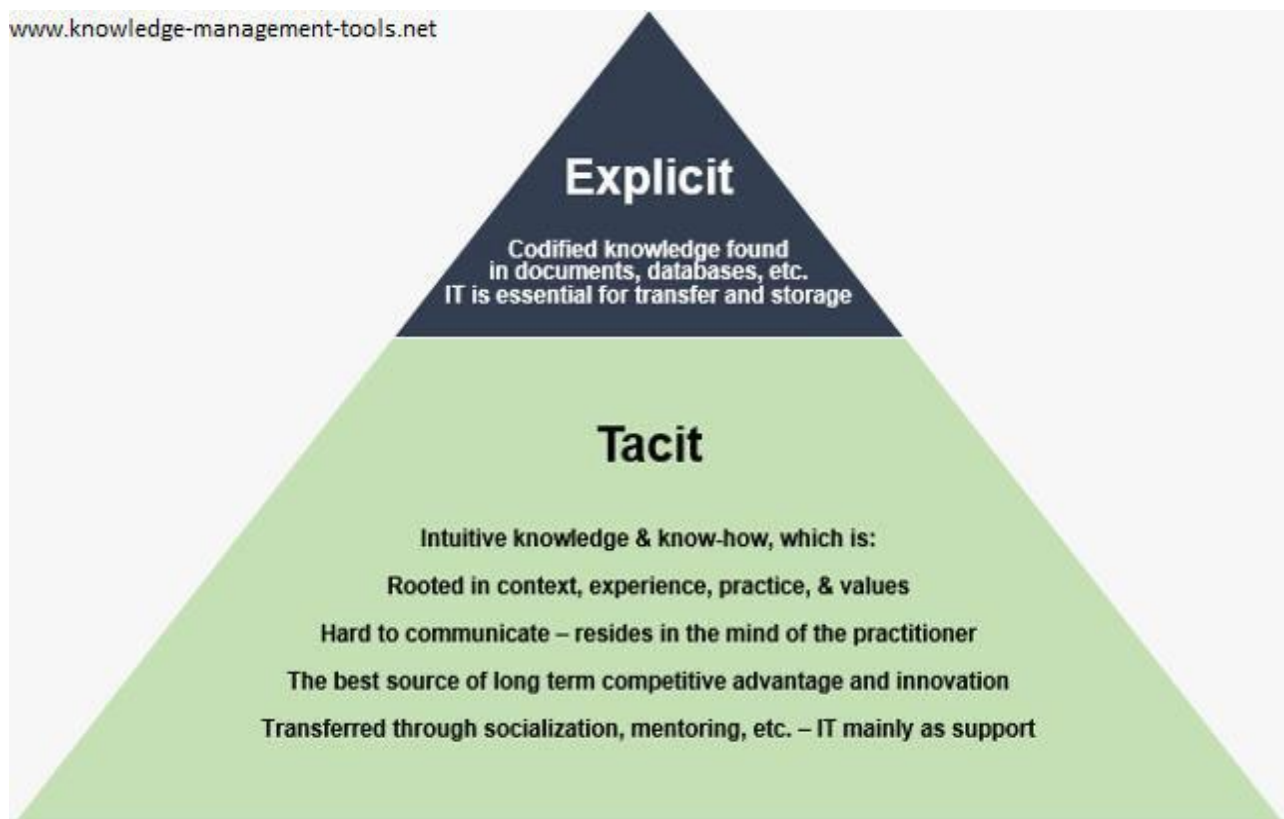 www.knowledge-management-tools.net
Explicit
Codified knowledge found
in documents, databases, etc.
IT is essential for transfer and storage
Tacit
Intuitive knowledge & know-how, which is:
Rooted in context, experience, practice, & values
Hard to communicate – resides in the mind of the practitioner
The best source of long term competitive advantage and innovation
Transferred through socialization, mentoring, etc. – IT mainly as support